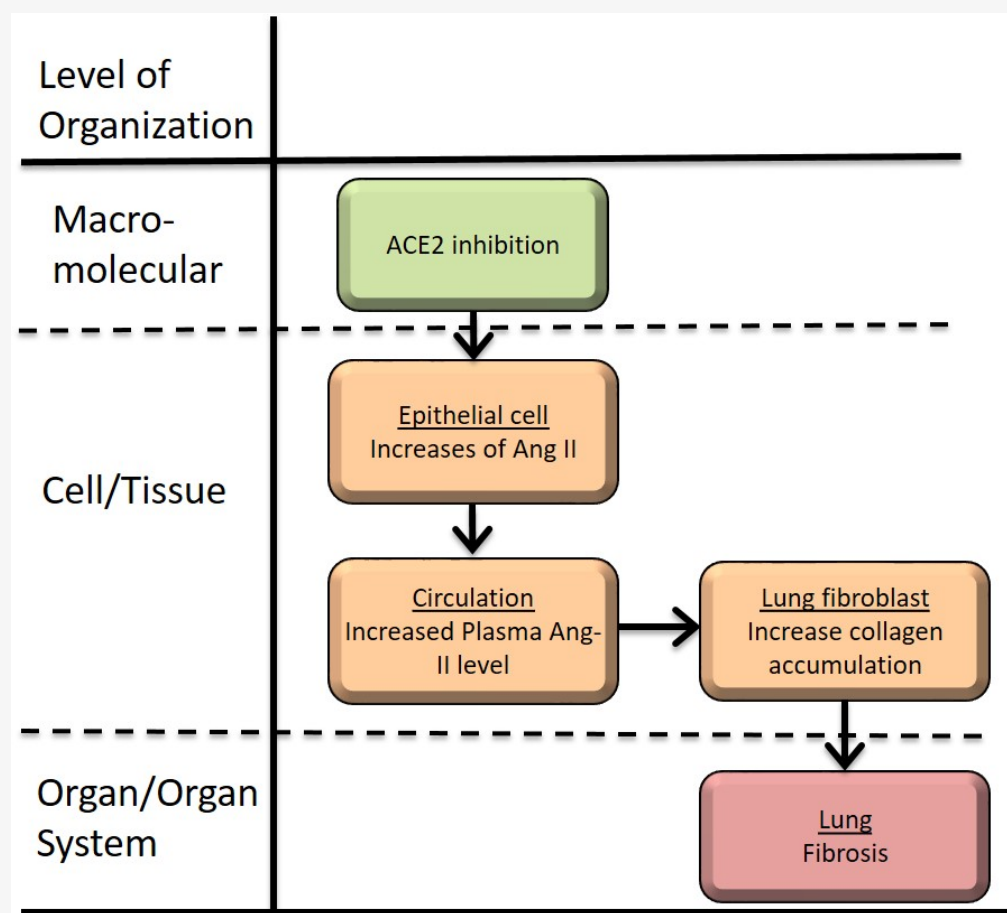 Level of
Organization
Macro-
molecular
ACE2 inhibition
Cell/Tissue
Epithelial cell
Increases of Ang II
Circulation
Increased Plasma Ang-
II level
Lung fibroblast
Increase collagen
accumulation
Organ/Organ
System
Lung
Fibrosis